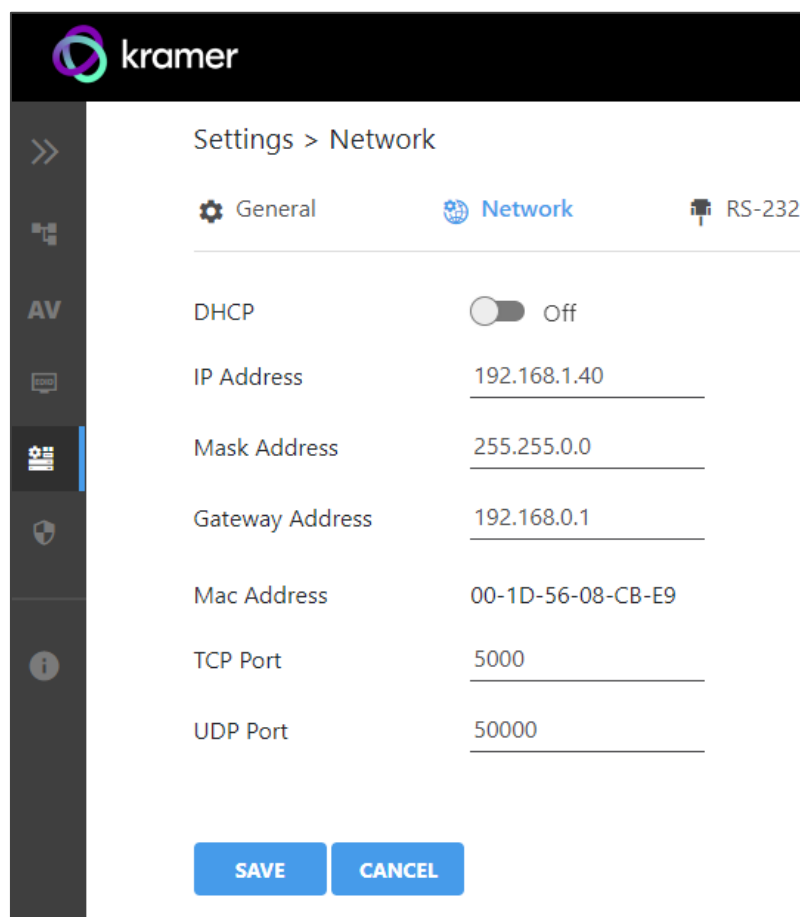 kramer
Settings > Network
General Network RS-232
AV
DHCP Off
EDID
IP Address 192.168.1.40
Mask Address 255.255.0.0
Gateway Address 192.168.0.1
Mac Address 00-1D-56-08-CB-E9
TCP Port 5000
UDP Port 50000
SAVE CANCEL